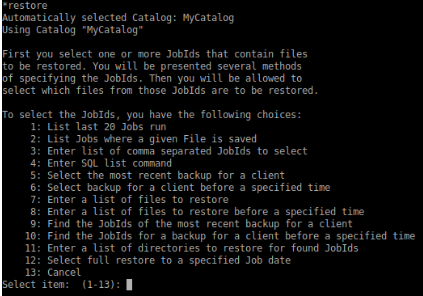 *restore
Automatically selected Catalog: MyCatalog
Using Catalog "MyCatalog"
First you select one or more JobIds that contain files
to be restored. You will be presented several methods
of specifying the JobIds. Then you will be allowed to
select which files from those JobIds are to be restored.
To select the JobIds, you have the following choices:
1: List last 20 Jobs run
2: List Jobs where a given File is saved
3: Enter list of comma separated JobIds to select
4: Enter SQL list command
5: Select the most recent backup for a client
6: Select backup for a client before a specified time
7: Enter a list of files to restore
8: Enter a list of files to restore before a specified time
9: Find the JobIds of the most recent backup for a client
10: Find the JobIds for a backup for a client before a specified time
11: Enter a list of directories to restore for found JobIds
12: Select full restore to a specified Job date
13: Cancel
Select item:  (1-13):